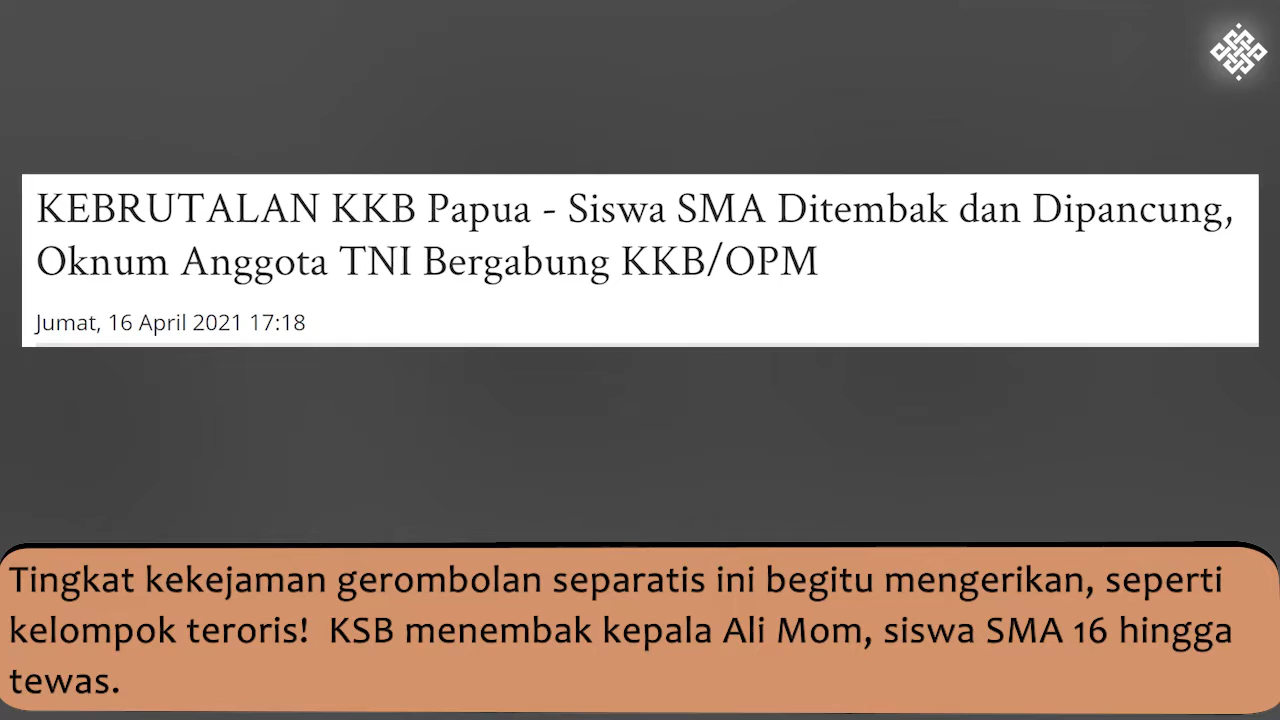 KEBRUTALAN KKB Papua - Siswa SMA Ditembak dan Dipancung,
Oknum Anggota TNI Bergabung KKB/OPM
Jumat, 16 April 2021 17:18
Tingkat kekejaman gerombolan separatis ini begitu mengerikan, seperti
kelompok teroris! KSB menembak kepala Ali Mom, siswa SMA 16 hingga
tewas.